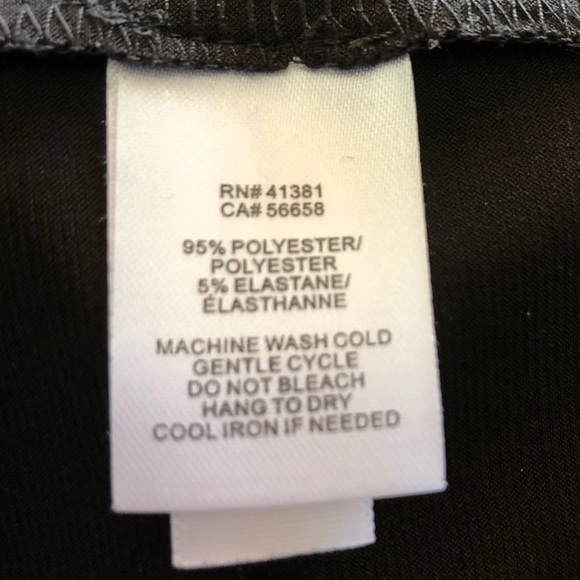 RN# 41381
CA# 56658
95% POLYESTER/
POLYESTER
5% ELASTANE/
ÉLASTHANNE
MACHINE WASH COLD
GENTLE CYCLE
DO NOT BLEACH
HANG TO DRY
COOL IRON IF NEEDED